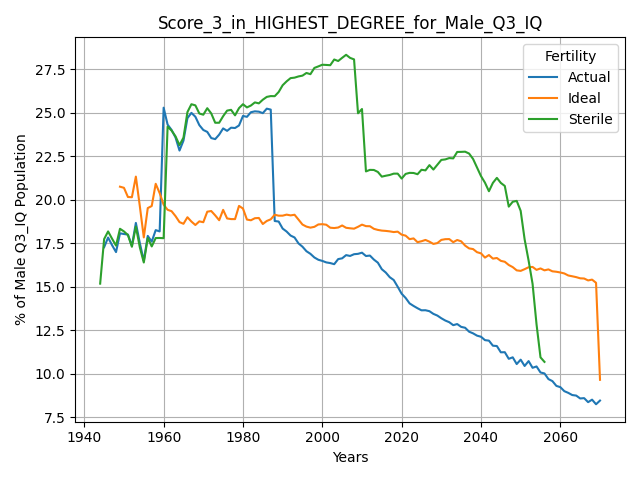 Score_3_in_HIGHEST_DEGREE_for_Male_Q3_IQ
Fertility
Actual
Ideal
Sterile
% of Male Q3_IQ Population
27.5
25.0
22.5
20.0
17.5
15.0
12.5
10.0
7.5
1940 1960 1980 2000 2020 2040 2060
Years